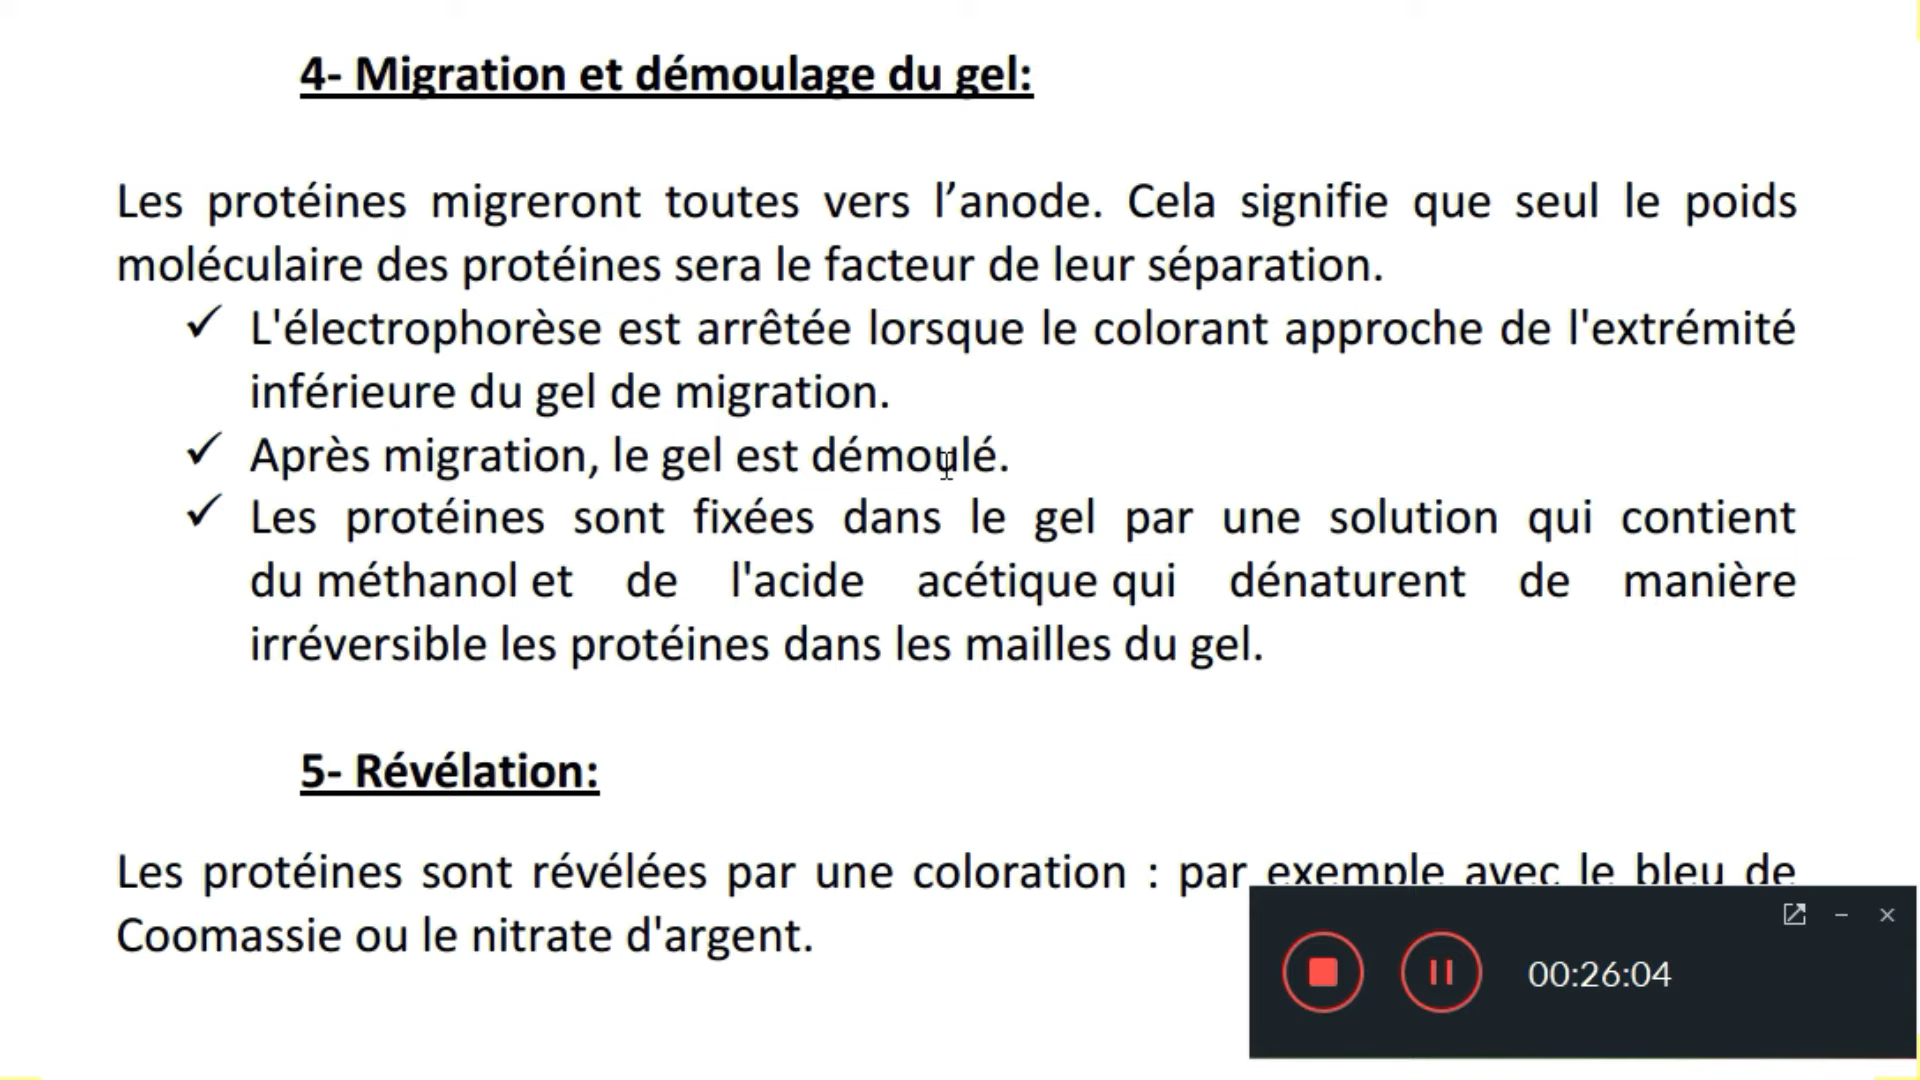 4- Migration et démoulage du gel:
Les protéines migreront toutes vers l’anode. Cela signifie que seul le poids
moléculaire des protéines sera le facteur de leur séparation.
✓ L'électrophorèse est arrêtée lorsque le colorant approche de l'extrémité
inférieure du gel de migration.
✓ Après migration, le gel est démoulé.
✓ Les protéines sont fixées dans le gel par une solution qui contient
du méthanol et de l'acide acétique qui dénaturent de manière
irréversible les protéines dans les mailles du gel.
5- Révélation:
Les protéines sont révélées par une coloration : par exemple avec le bleu de
Coomassie ou le nitrate d'argent.
00:26:04